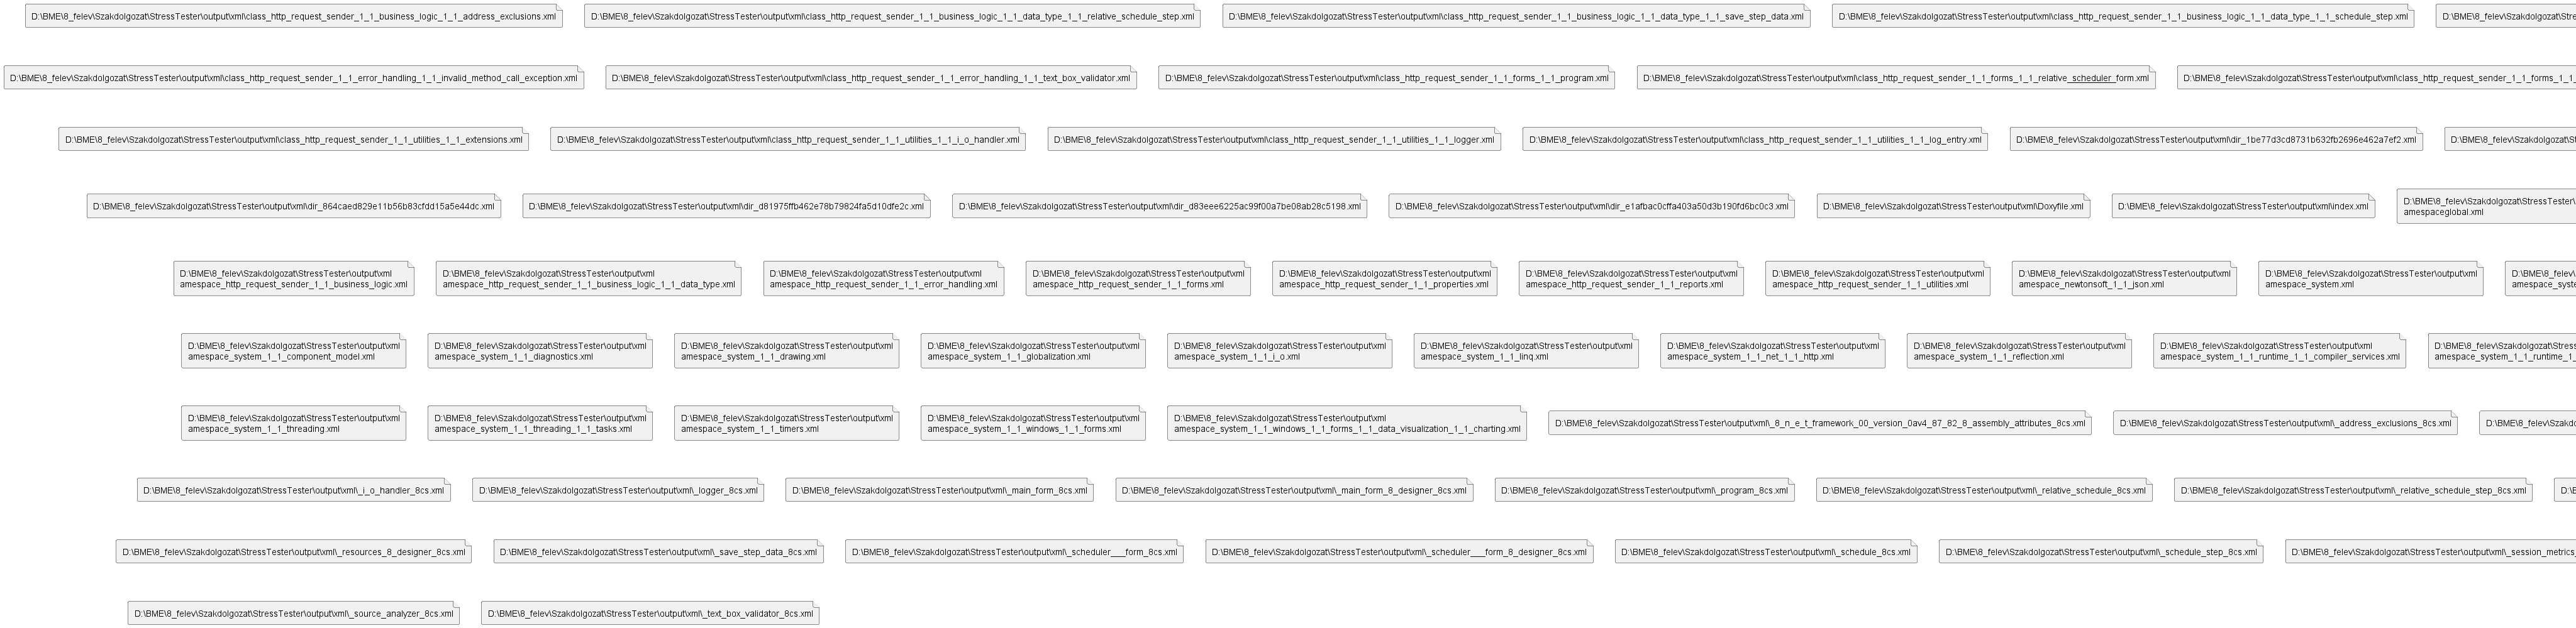 D:\BME\8_felev\Szakdolgozat\StressTester\output\xml\class_http_request_sender_1_1_business_logic_1_1_address_exclusions.xml
D:\BME\8_felev\Szakdolgozat\StressTester\output\xml\class_http_request_sender_1_1_business_logic_1_1_data_type_1_1_relative_schedule_step.xml
D:\BME\8_felev\Szakdolgozat\StressTester\output\xml\class_http_request_sender_1_1_business_logic_1_1_data_type_1_1_save_step_data.xml
D:\BME\8_felev\Szakdolgozat\StressTester\output\xml\class_http_request_sender_1_1_business_logic_1_1_data_type_1_1_schedule_step.xml
D:\BME\8_felev\Szakdolgozat\Stre
D:\BME\8_felev\Szakdolgozat\StressTester\output\xml\class_http_request_sender_1_1_error_handling_1_1_invalid_method_call_exception.xml
D:\BME\8_felev\Szakdolgozat\StressTester\output\xml\class_http_request_sender_1_1_error_handling_1_1_text_box_validator.xml
D:\BME\8_felev\Szakdolgozat\StressTester\output\xml\class_http_request_sender_1_1_forms_1_1_program.xml
D:\BME\8_felev\Szakdolgozat\StressTester\output\xml\class_http_request_sender_1_1_forms_1_1_relative_scheduler_form.xml
D:\BME\8_felev\Szakdolgozat\StressTester\output\xml\class_http_request_sender_1_1_forms_1_1_
D:\BME\8_felev\Szakdolgozat\StressTester\output\xml\class_http_request_sender_1_1_utilities_1_1_extensions.xml
D:\BME\8_felev\Szakdolgozat\StressTester\output\xml\class_http_request_sender_1_1_utilities_1_1_i_o_handler.xml
D:\BME\8_felev\Szakdolgozat\StressTester\output\xml\class_http_request_sender_1_1_utilities_1_1_logger.xml
D:\BME\8_felev\Szakdolgozat\StressTester\output\xml\class_http_request_sender_1_1_utilities_1_1_log_entry.xml
D:\BME\8_felev\Szakdolgozat\StressTester\output\xml\dir_1be77d3cd8731b632fb2696e462a7ef2.xml
D:\BME\8_felev\Szakdolgozat\St
D:\BME\8_felev\Szakdolgozat\StressTester\output\xml\dir_864caed829e11b56b83cfdd15a5e44dc.xml
D:\BME\8_felev\Szakdolgozat\StressTester\output\xml\dir_d81975ffb462e78b79824fa5d10dfe2c.xml
D:\BME\8_felev\Szakdolgozat\StressTester\output\xml\dir_d83eee6225ac99f00a7be08ab28c5198.xml
D:\BME\8_felev\Szakdolgozat\StressTester\output\xml\dir_e1afbac0cffa403a50d3b190fd6bc0c3.xml
D:\BME\8_felev\Szakdolgozat\StressTester\output\xml\Doxyfile.xml
D:\BME\8_felev\Szakdolgozat\StressTester\output\xml\index.xml
D:\BME\8_felev\Szakdolgozat\StressTester\
amespaceglobal.xml
D:\BME\8_felev\Szakdolgozat\StressTester\output\xml
amespace_http_request_sender_1_1_business_logic.xml
D:\BME\8_felev\Szakdolgozat\StressTester\output\xml
amespace_http_request_sender_1_1_business_logic_1_1_data_type.xml
D:\BME\8_felev\Szakdolgozat\StressTester\output\xml
amespace_http_request_sender_1_1_error_handling.xml
D:\BME\8_felev\Szakdolgozat\StressTester\output\xml
amespace_http_request_sender_1_1_forms.xml
D:\BME\8_felev\Szakdolgozat\StressTester\output\xml
amespace_http_request_sender_1_1_properties.xml
D:\BME\8_felev\Szakdolgozat\StressTester\output\xml
amespace_http_request_sender_1_1_reports.xml
D:\BME\8_felev\Szakdolgozat\StressTester\output\xml
amespace_http_request_sender_1_1_utilities.xml
D:\BME\8_felev\Szakdolgozat\StressTester\output\xml
amespace_newtonsoft_1_1_json.xml
D:\BME\8_felev\Szakdolgozat\StressTester\output\xml
amespace_system.xml
D:\BME\8_fele
amespace_syste
D:\BME\8_felev\Szakdolgozat\StressTester\output\xml
amespace_system_1_1_component_model.xml
D:\BME\8_felev\Szakdolgozat\StressTester\output\xml
amespace_system_1_1_diagnostics.xml
D:\BME\8_felev\Szakdolgozat\StressTester\output\xml
amespace_system_1_1_drawing.xml
D:\BME\8_felev\Szakdolgozat\StressTester\output\xml
amespace_system_1_1_globalization.xml
D:\BME\8_felev\Szakdolgozat\StressTester\output\xml
amespace_system_1_1_i_o.xml
D:\BME\8_felev\Szakdolgozat\StressTester\output\xml
amespace_system_1_1_linq.xml
D:\BME\8_felev\Szakdolgozat\StressTester\output\xml
amespace_system_1_1_net_1_1_http.xml
D:\BME\8_felev\Szakdolgozat\StressTester\output\xml
amespace_system_1_1_reflection.xml
D:\BME\8_felev\Szakdolgozat\StressTester\output\xml
amespace_system_1_1_runtime_1_1_compiler_services.xml
D:\BME\8_felev\Szakdolgozat\Stress
amespace_system_1_1_runtime_1_
D:\BME\8_felev\Szakdolgozat\StressTester\output\xml
amespace_system_1_1_threading.xml
D:\BME\8_felev\Szakdolgozat\StressTester\output\xml
amespace_system_1_1_threading_1_1_tasks.xml
D:\BME\8_felev\Szakdolgozat\StressTester\output\xml
amespace_system_1_1_timers.xml
D:\BME\8_felev\Szakdolgozat\StressTester\output\xml
amespace_system_1_1_windows_1_1_forms.xml
D:\BME\8_felev\Szakdolgozat\StressTester\output\xml
amespace_system_1_1_windows_1_1_forms_1_1_data_visualization_1_1_charting.xml
D:\BME\8_felev\Szakdolgozat\StressTester\output\xml\_8_n_e_t_framework_00_version_0av4_87_82_8_assembly_attributes_8cs.xml
D:\BME\8_felev\Szakdolgozat\StressTester\output\xml\_address_exclusions_8cs.xml
D:\BME\8_felev\Szakd
D:\BME\8_felev\Szakdolgozat\StressTester\output\xml\_i_o_handler_8cs.xml
D:\BME\8_felev\Szakdolgozat\StressTester\output\xml\_logger_8cs.xml
D:\BME\8_felev\Szakdolgozat\StressTester\output\xml\_main_form_8cs.xml
D:\BME\8_felev\Szakdolgozat\StressTester\output\xml\_main_form_8_designer_8cs.xml
D:\BME\8_felev\Szakdolgozat\StressTester\output\xml\_program_8cs.xml
D:\BME\8_felev\Szakdolgozat\StressTester\output\xml\_relative_schedule_8cs.xml
D:\BME\8_felev\Szakdolgozat\StressTester\output\xml\_relative_schedule_step_8cs.xml
D:\B
D:\BME\8_felev\Szakdolgozat\StressTester\output\xml\_resources_8_designer_8cs.xml
D:\BME\8_felev\Szakdolgozat\StressTester\output\xml\_save_step_data_8cs.xml
D:\BME\8_felev\Szakdolgozat\StressTester\output\xml\_scheduler___form_8cs.xml
D:\BME\8_felev\Szakdolgozat\StressTester\output\xml\_scheduler___form_8_designer_8cs.xml
D:\BME\8_felev\Szakdolgozat\StressTester\output\xml\_schedule_8cs.xml
D:\BME\8_felev\Szakdolgozat\StressTester\output\xml\_schedule_step_8cs.xml
D:\BME\8_felev\Szakdolgozat\StressTester\output\xml\_session_metrics_
D:\BME\8_felev\Szakdolgozat\StressTester\output\xml\_source_analyzer_8cs.xml
D:\BME\8_felev\Szakdolgozat\StressTester\output\xml\_text_box_validator_8cs.xml